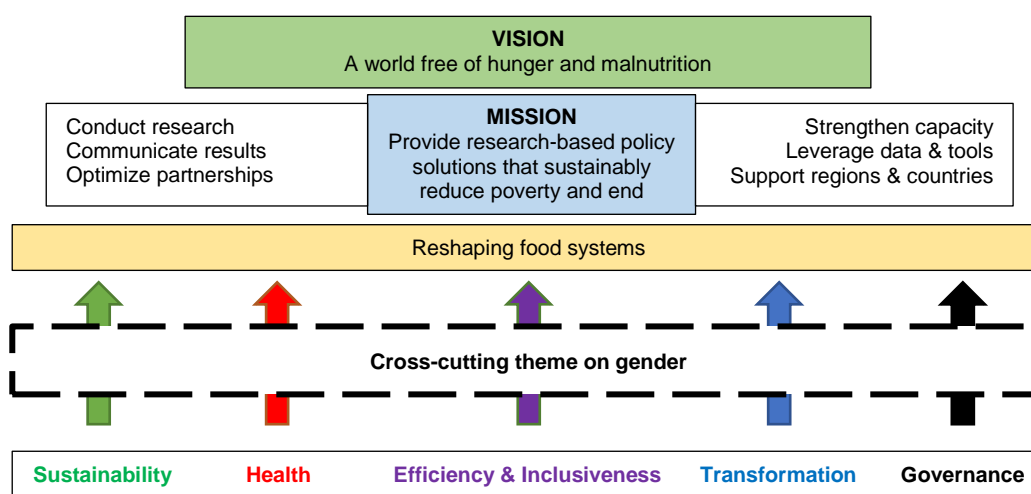 VISION
A world free of hunger and malnutrition
Conduct research
Communicate results
Optimize partnerships
MISSION
Provide research-based policy
solutions that sustainably
reduce poverty and end
Strengthen capacity
Leverage data & tools
Support regions & countries
Reshaping food systems
Cross-cutting theme on gender
Sustainability
Health
Efficiency & Inclusiveness
Transformation
Governance